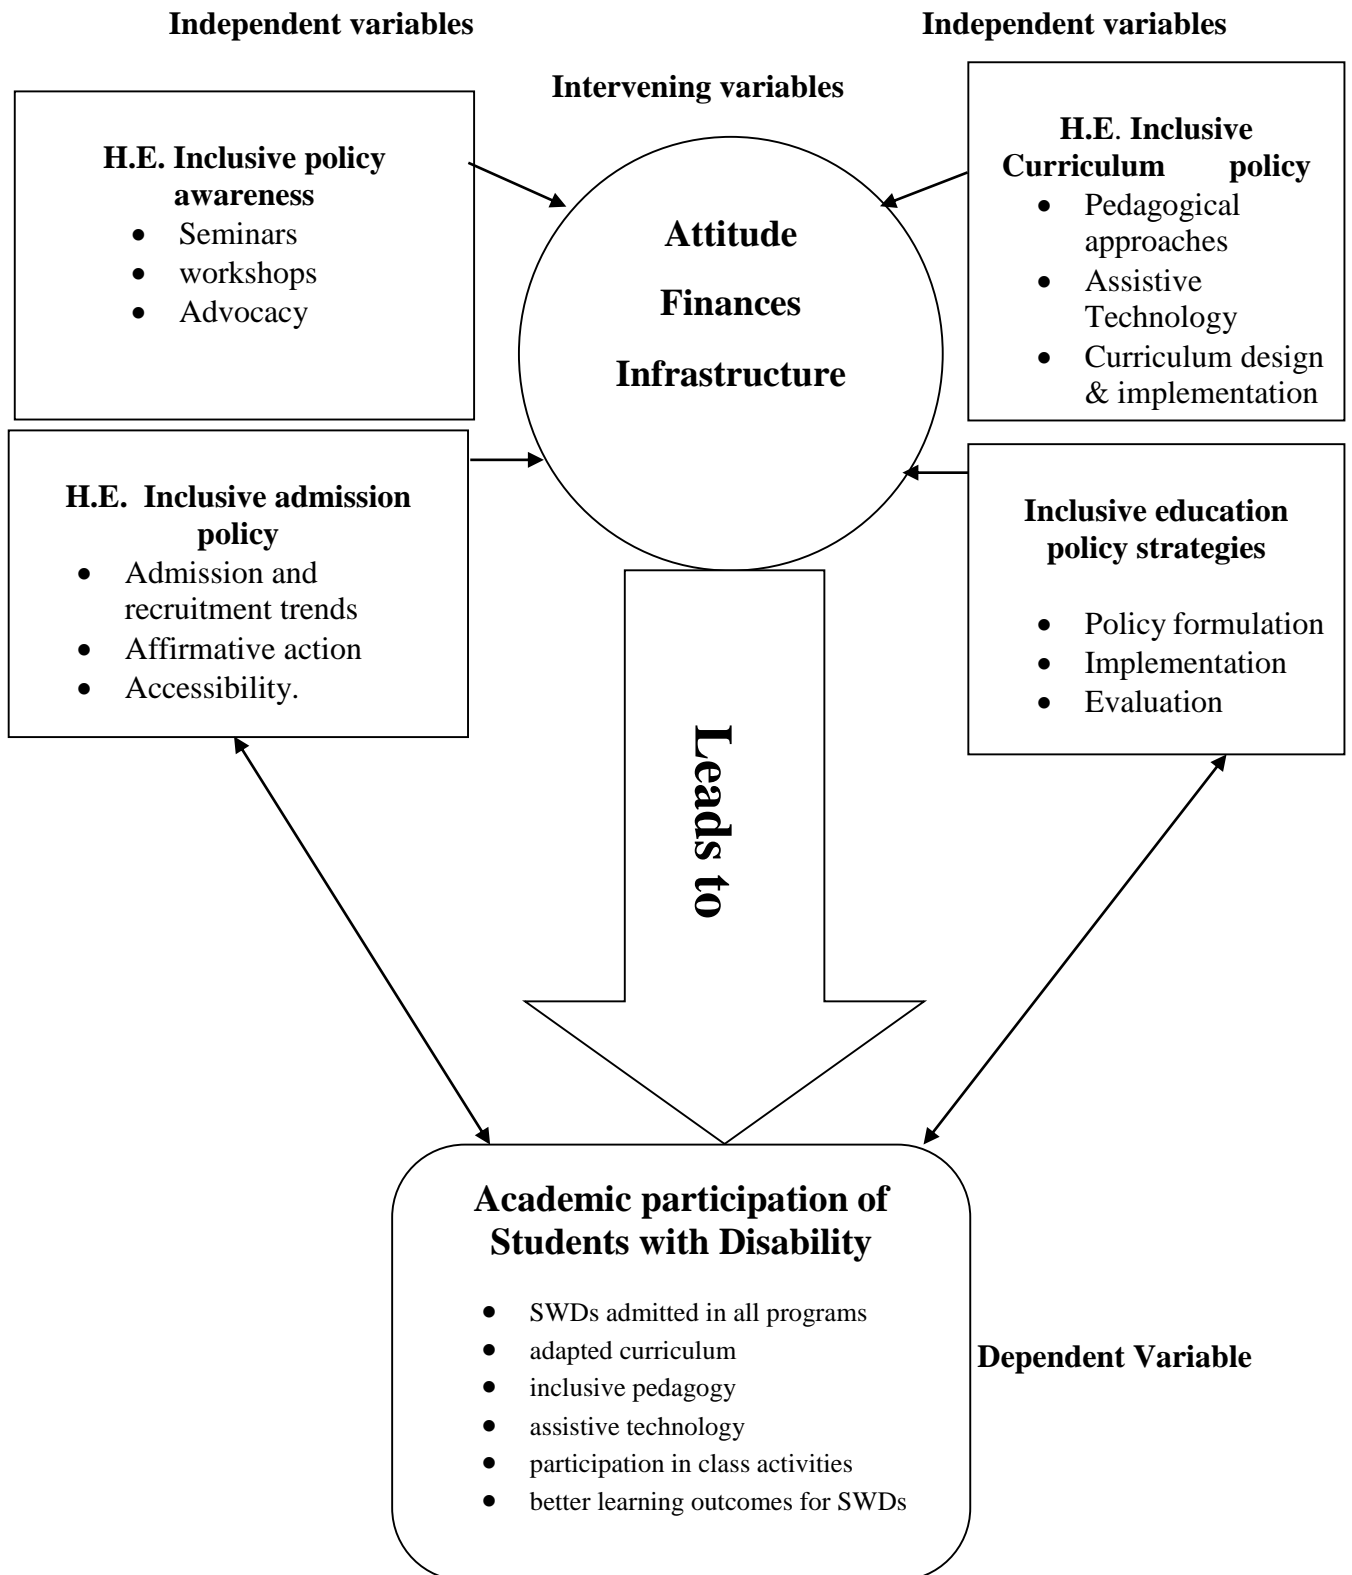 Independent variables
Independent variables
Intervening variables
H.E. Inclusive policy
awareness
• Seminars
• workshops
• Advocacy
H.E. Inclusive admission
policy
• Admission and
recruitment trends
• Affirmative action
• Accessibility.
Attitude
Finances
Infrastructure
H.E. Inclusive
Curriculum policy
• Pedagogical
approaches
• Assistive
Technology
• Curriculum design
& implementation
Inclusive education
policy strategies
• Policy formulation
• Implementation
• Evaluation
Leads to
Academic participation of
Students with Disability
• SWDs admitted in all programs
• adapted curriculum
• inclusive pedagogy
• assistive technology
• participation in class activities
• better learning outcomes for SWDs
Dependent Variable